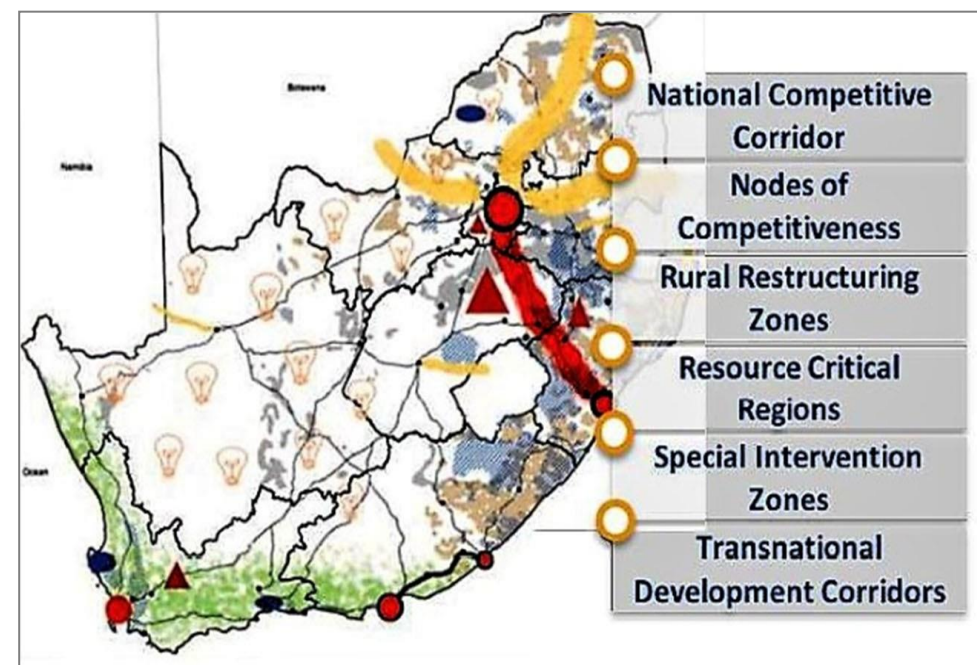 Botswana
Namibia
Ocean
National Competitive
Corridor
Nodes of
Competitiveness
Rural Restructuring
Zones
Resource Critical
Regions
Special Intervention
Zones
Transnational
Development Corridors